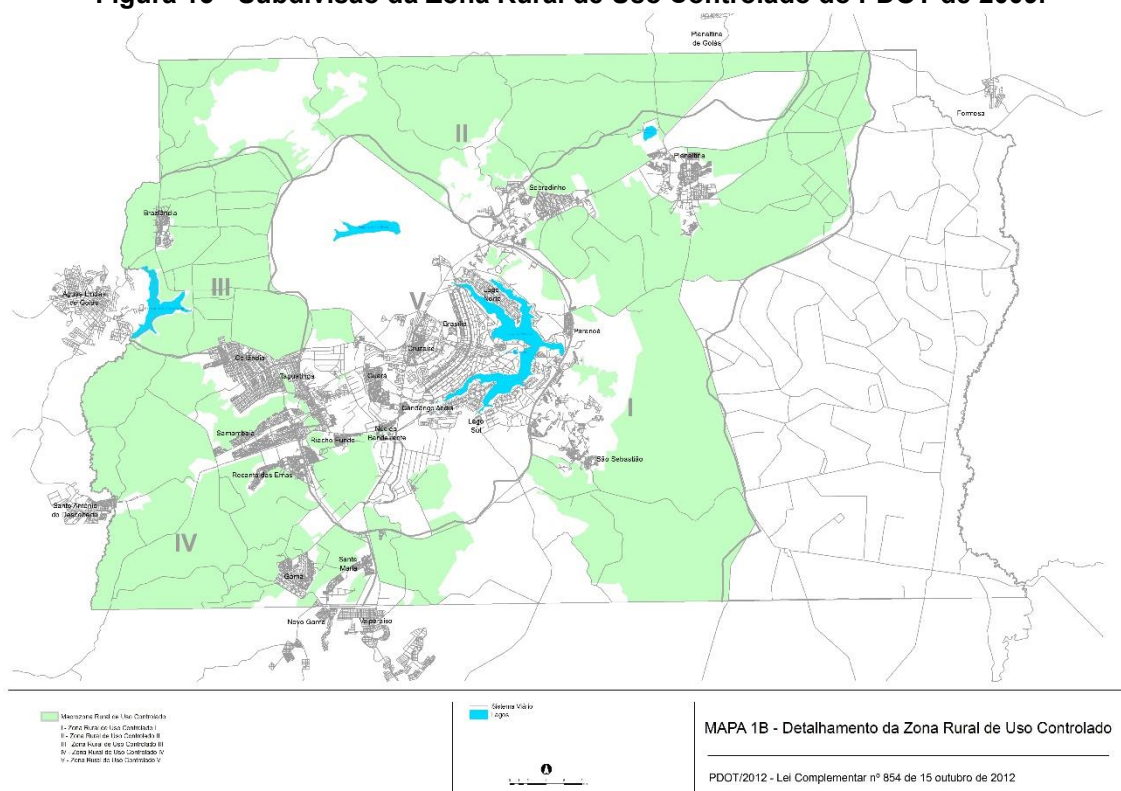 Figura 16 - Subdivisão da Zona Rural de Uso Controlado do PDOT de 2009.
Planaltina
de Goiás
Formosa
II
Planaltina
Sobradinho
Brazlândia
III
Águas Lindas
de Goiás
V
Lago
Norte
Brasília
Paranoá
Cruzeiro
Ceilândia
Taguatinga
Guará
Candangolândia
Lago
Sul
I
Samambaia
Riacho Fundo
Núcleo
Bandeirante
São Sebastião
Recanto das Emas
Santo Antônio
do Descoberto
IV
Santa
Maria
Gama
Novo Gama
Valparaíso
Macrozona Rural de Uso Controlado
I - Zona Rural de Uso Controlado I
II - Zona Rural de Uso Controlado II
III - Zona Rural de Uso Controlado III
IV - Zona Rural de Uso Controlado IV
V - Zona Rural de Uso Controlado V
Sistema Viário
Lagos
MAPA 1B - Detalhamento da Zona Rural de Uso Controlado
PDOT/2012 - Lei Complementar nº 854 de 15 outubro de 2012